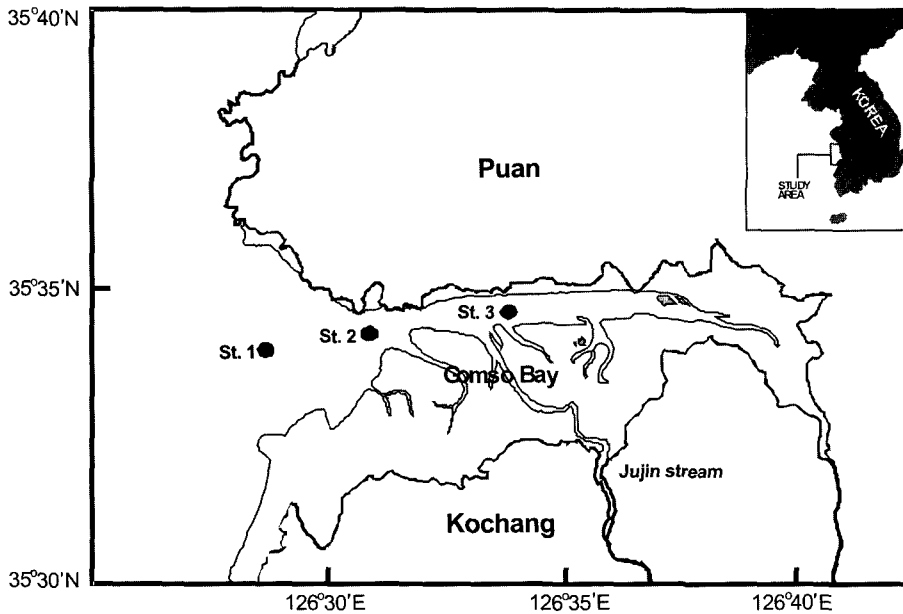 35°40′N
KOREA
STUDY
AREA
Puan
35°35′N
St. 3
St. 2
St. 1
Gomso Bay
Jujin stream
Kochang
35°30′N
126°30′E
126°35′E
126°40′E